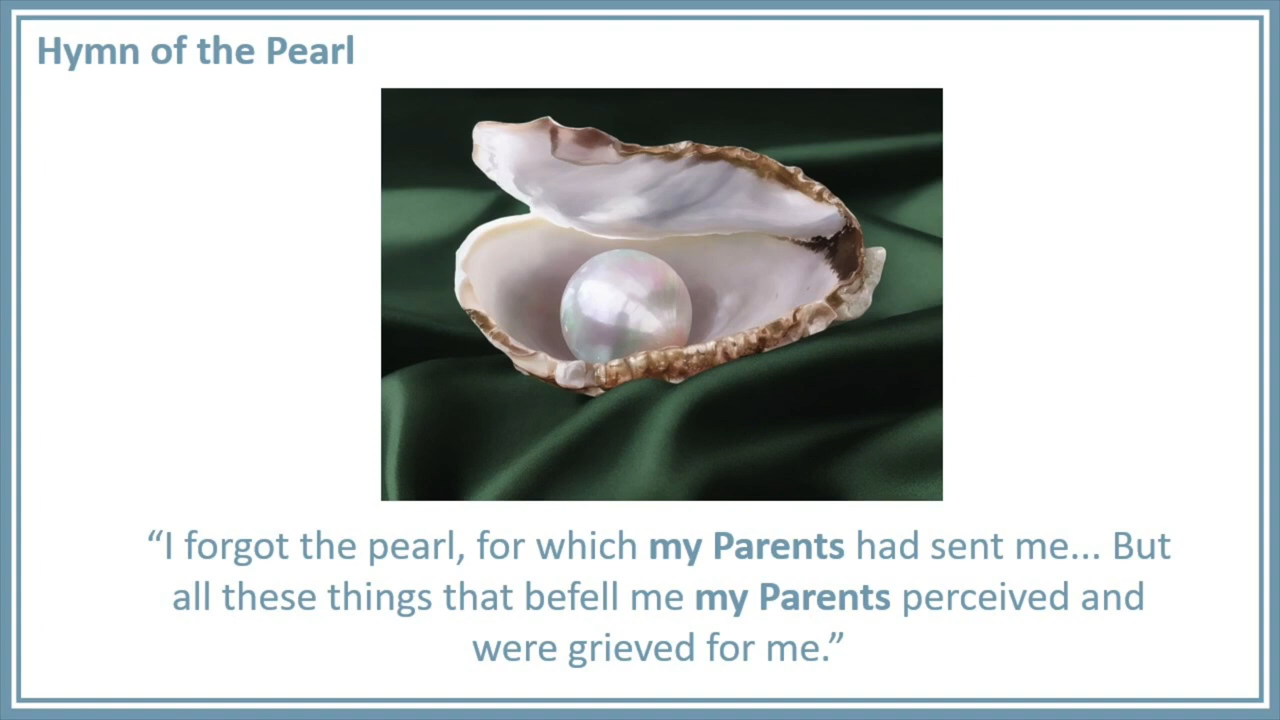 Hymn of the Pearl
“I forgot the pearl, for which my Parents had sent me... But
all these things that befell me my Parents perceived and
were grieved for me.”